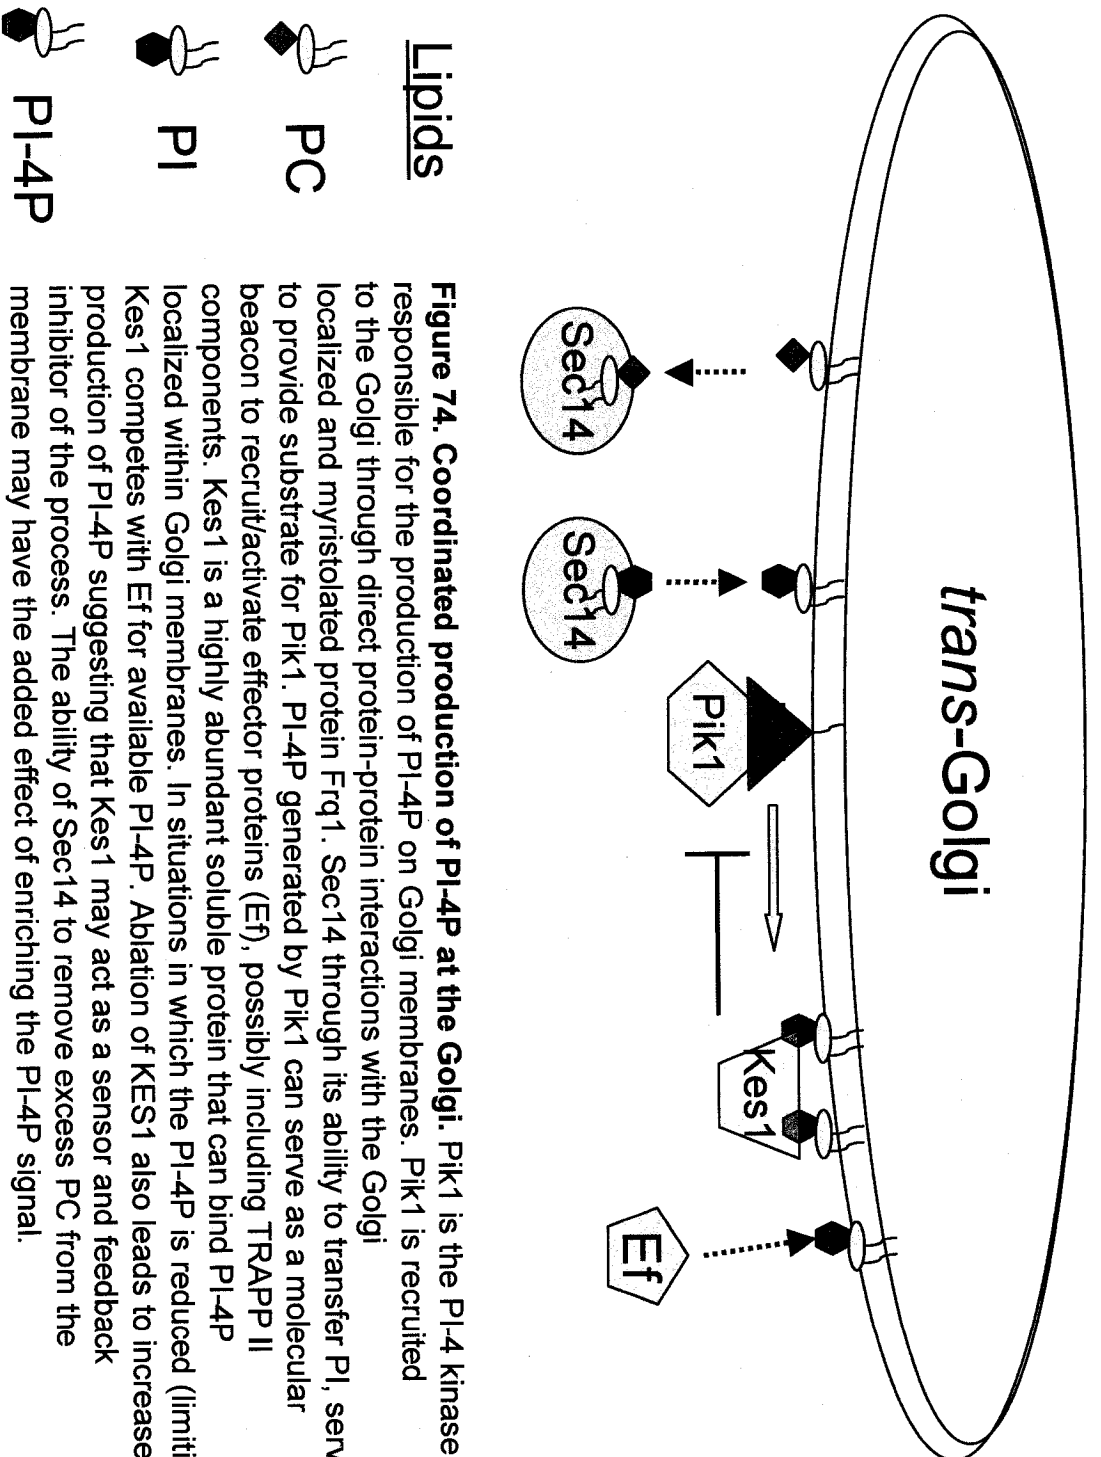 trans-Golgi
Sec14
Sec14
Pik1
Kes1
Ef
Lipids
PC
PI
PI-4P
Figure 74. Coordinated production of PI-4P at the Golgi. Pik1 is the PI-4 kinase
responsible for the production of PI-4P on Golgi membranes. Pik1 is recruited
to the Golgi through direct protein-protein interactions with the Golgi
localized and myristolated protein Frq1. Sec14 through its ability to transfer PI,
to provide substrate for Pik1. PI-4P generated by Pik1 can serve as a molecular
beacon to recruit/activate effector proteins (Ef), possibly including TRAPP II
components. Kes1 is a highly abundant soluble protein that can bind PI-4P
localized within Golgi membranes. In situations in which the PI-4P is reduced
Kes1 competes with Ef for available PI-4P. Ablation of KES1 also leads to increase
production of PI-4P suggesting that Kes1 may act as a sensor and feedback
inhibitor of the process. The ability of Sec14 to remove excess PC from the
membrane may have the added effect of enriching the PI-4P signal.